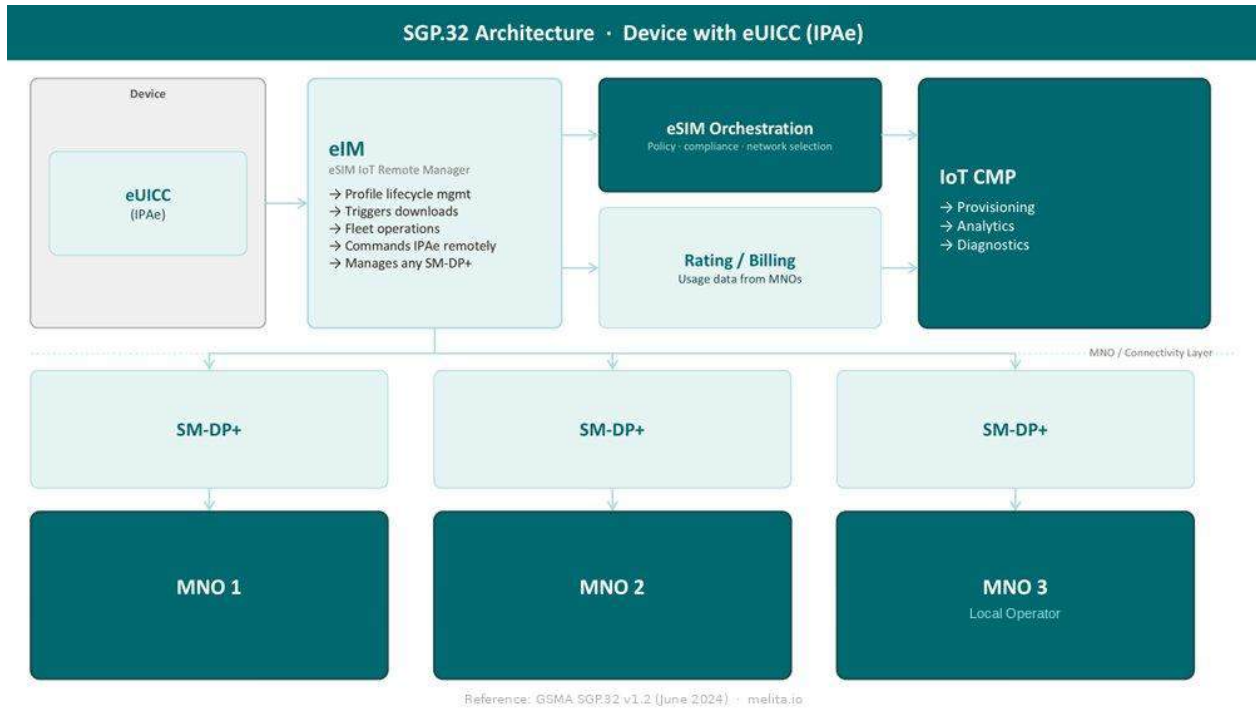 SGP.32 Architecture · Device with eUICC (IPAe)
Device
eUICC
(IPAe)
eIM
eSIM IoT Remote Manager
→ Profile lifecycle mgmt
→ Triggers downloads
→ Fleet operations
→ Commands IPAe remotely
→ Manages any SM-DP+
eSIM Orchestration
Policy · compliance · network selection
Rating / Billing
Usage data from MNOs
IoT CMP
→ Provisioning
→ Analytics
→ Diagnostics
MNO / Connectivity Layer
SM-DP+
SM-DP+
SM-DP+
MNO 1
MNO 2
MNO 3
Local Operator
Reference: GSMA SGP.32 v1.2 (June 2024) · melita.io